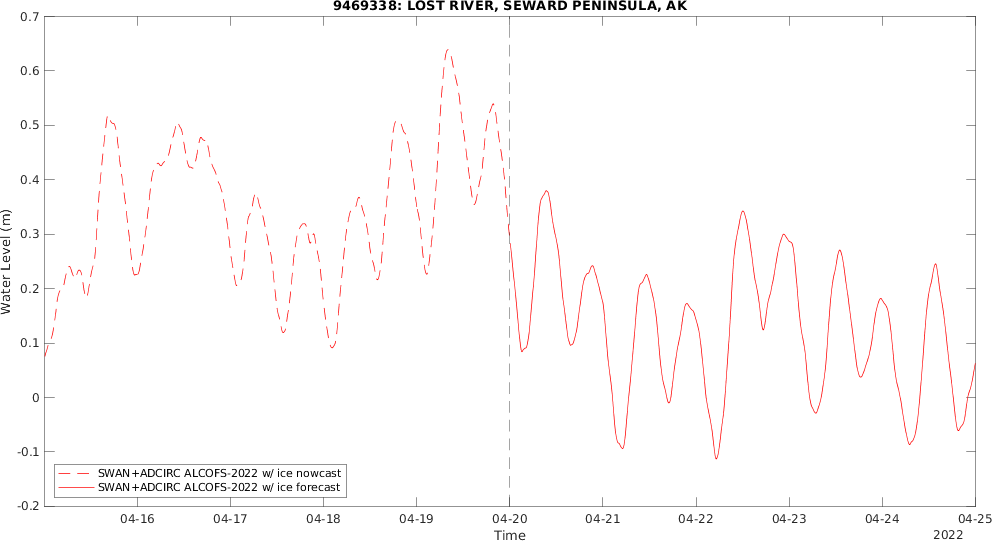 9469338: LOST RIVER, SEWARD PENINSULA, AK
0.7
0.6
0.5
0.4
0.3
0.2
0.1
0
-0.1
-0.2
Water Level (m)
SWAN+ADCIRC ALCOFS-2022 w/ ice nowcast
SWAN+ADCIRC ALCOFS-2022 w/ ice forecast
04-16 04-17 04-18 04-19 04-20 04-21 04-22 04-23 04-24 04-25
Time
2022